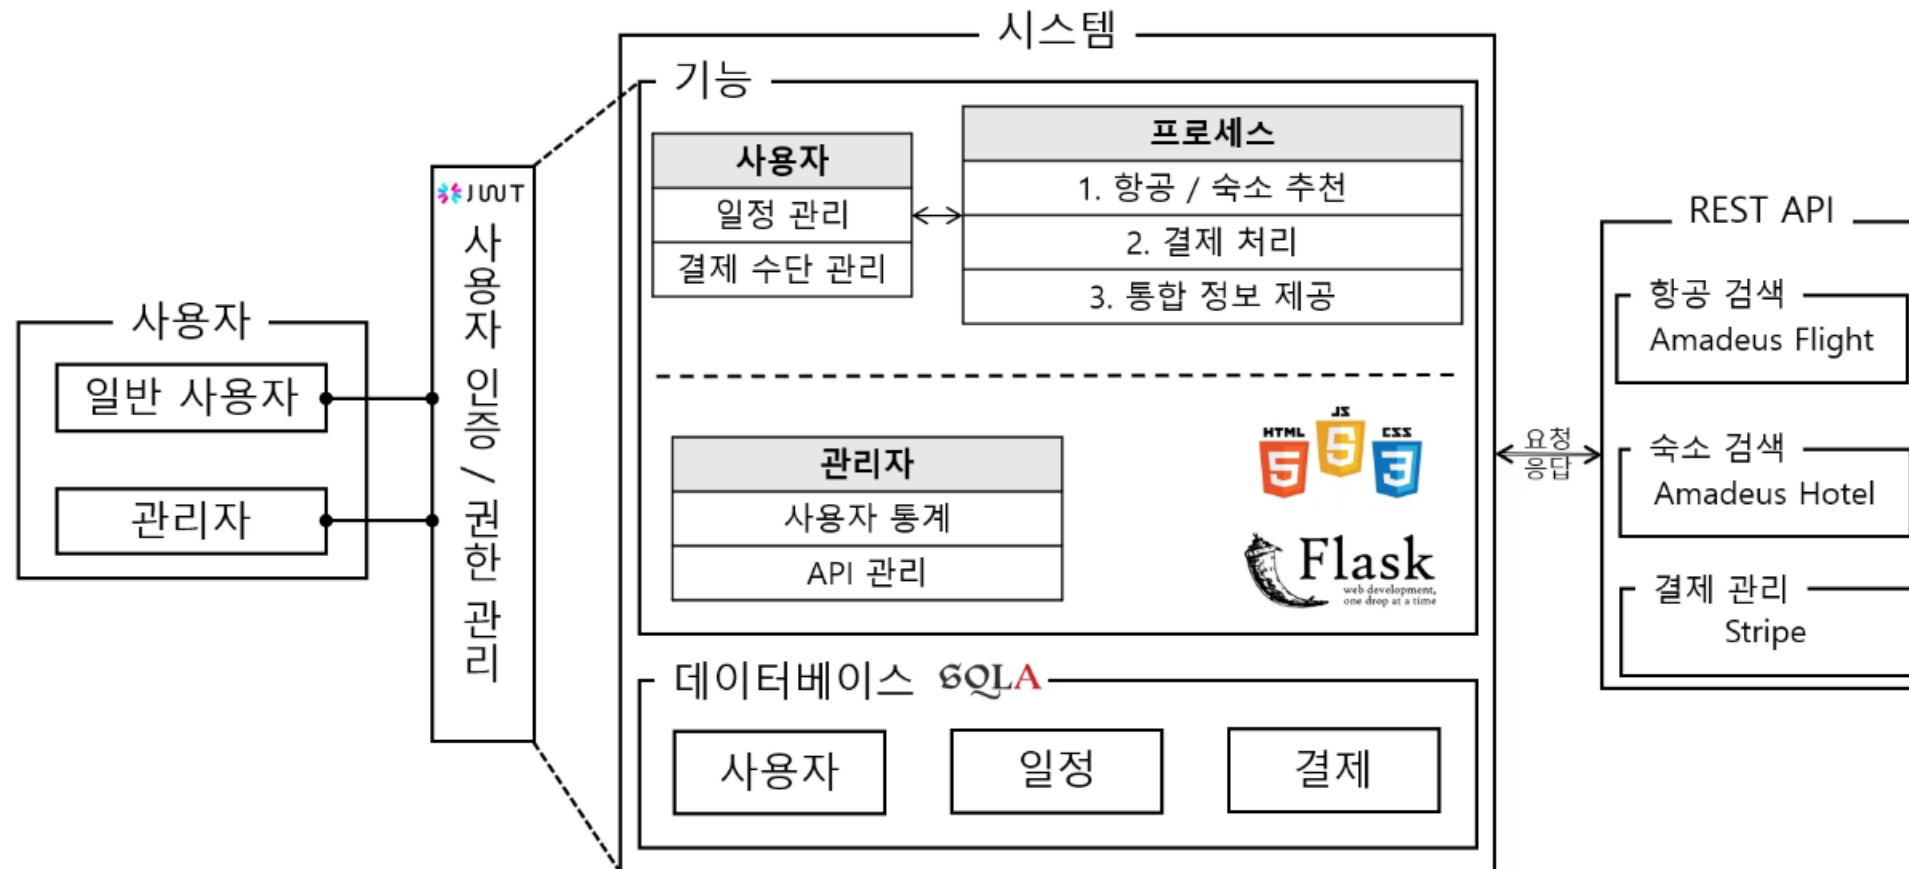 시스템
기능
사용자
일정 관리
결제 수단 관리
프로세스
1. 항공 / 숙소 추천
2. 결제 처리
3. 통합 정보 제공
JWT
사용자 인증 / 권한 관리
사용자
일반 사용자
관리자
관리자
사용자 통계
API 관리
HTML
5
JS
5
CSS
3
Flask
web development,
one drop at a time
데이터베이스 SQLA
사용자
일정
결제
요청
응답
REST API
항공 검색
Amadeus Flight
숙소 검색
Amadeus Hotel
결제 관리
Stripe